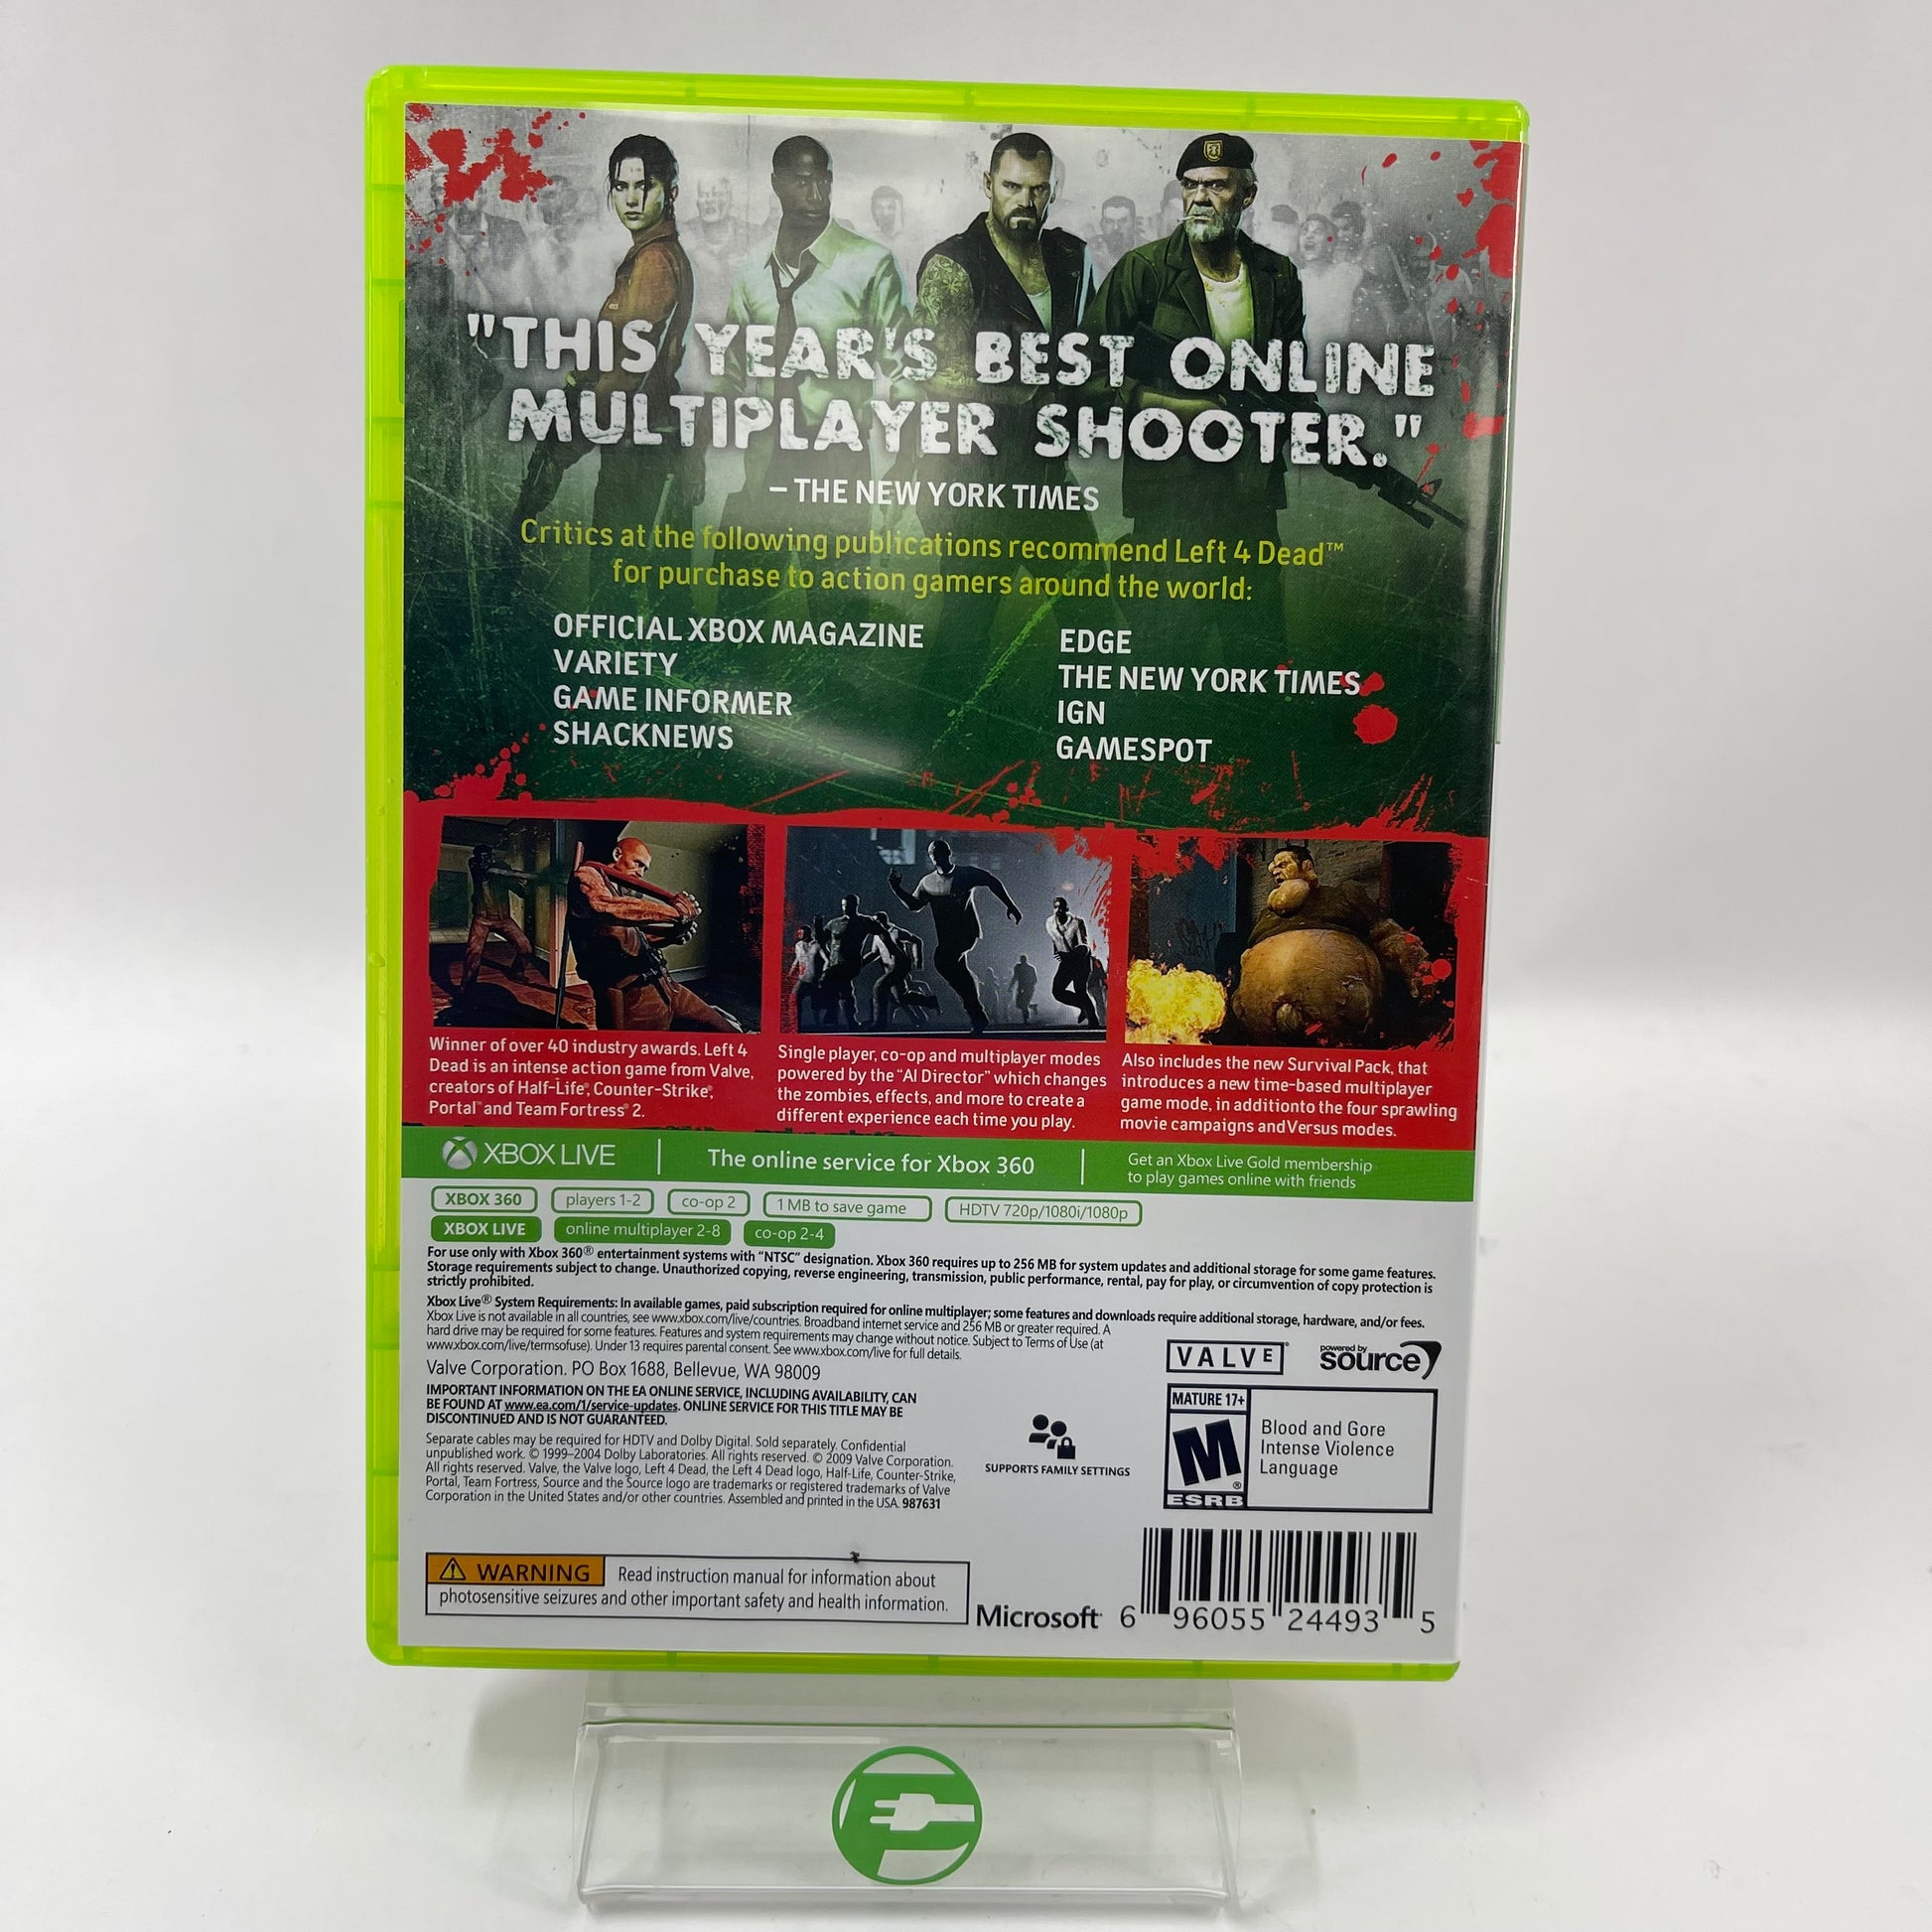 "THIS YEAR'S BEST ONLINE
MULTIPLAYER SHOOTER."
– THE NEW YORK TIMES
Critics at the following publications recommend Left 4 Dead™
for purchase to action gamers around the world:
OFFICIAL XBOX MAGAZINE
VARIETY
GAME INFORMER
SHACKNEWS
EDGE
THE NEW YORK TIMES
IGN
GAMESPOT
Winner of over 40 industry awards. Left 4
Dead is an intense action game from Valve,
creators of Half-Life®, Counter-Strike®,
Portal™ and Team Fortress® 2.
Single player, co-op and multiplayer modes
powered by the "AI Director" which changes
the zombies, effects, and more to create a
different experience each time you play.
Also includes the new Survival Pack, that
introduces a new time-based multiplayer
game mode, in additionto the four sprawling
movie campaigns andVersus modes.
XBOX LIVE
The online service for Xbox 360
Get an Xbox Live Gold membership
to play games online with friends
XBOX 360 players 1-2 co-op 2 1 MB to save game HDTV 720p/1080i/1080p
XBOX LIVE online multiplayer 2-8 co-op 2-4
For use only with Xbox 360® entertainment systems with "NTSC" designation. Xbox 360 requires up to 256 MB for system updates and additional storage for some game features.
Storage requirements subject to change. Unauthorized copying, reverse engineering, transmission, public performance, rental, pay for play, or circumvention of copy protection is
strictly prohibited.
Xbox Live® System Requirements: In available games, paid subscription required for online multiplayer; some features and downloads require additional storage, hardware, and/or fees.
Xbox Live is not available in all countries, see www.xbox.com/live/countries. Broadband internet service and 256 MB or greater required. A
hard drive may be required for some features. Features and system requirements may change without notice. Subject to Terms of Use (at
www.xbox.com/live/termsofuse). Under 13 requires parental consent. See www.xbox.com/live for full details.
Valve Corporation. PO Box 1688, Bellevue, WA 98009
IMPORTANT INFORMATION ON THE EA ONLINE SERVICE, INCLUDING AVAILABILITY, CAN
BE FOUND AT www.ea.com/1/service-updates. ONLINE SERVICE FOR THIS TITLE MAY BE
DISCONTINUED AND IS NOT GUARANTEED.
Separate cables may be required for HDTV and Dolby Digital. Sold separately. Confidential
unpublished work. © 1999–2004 Dolby Laboratories. All rights reserved. © 2009 Valve Corporation.
All rights reserved. Valve, the Valve logo, Left 4 Dead, the Left 4 Dead logo, Half-Life, Counter-Strike,
Portal, Team Fortress, Source and the Source logo are trademarks or registered trademarks of Valve
Corporation in the United States and/or other countries. Assembled and printed in the USA. 987631
SUPPORTS FAMILY SETTINGS
VALVE®
powered by
source
MATURE 17+
M®
ESRB
Blood and Gore
Intense Violence
Language
WARNING Read instruction manual for information about
photosensitive seizures and other important safety and health information.
Microsoft®
6 96055 24493 5